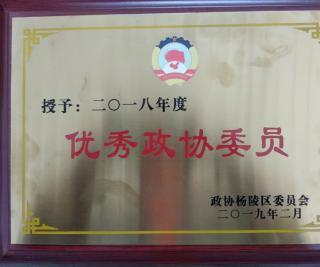 授予：二〇一八年度
优秀政协委员
政协杨陵区委员会
二〇一九年二月